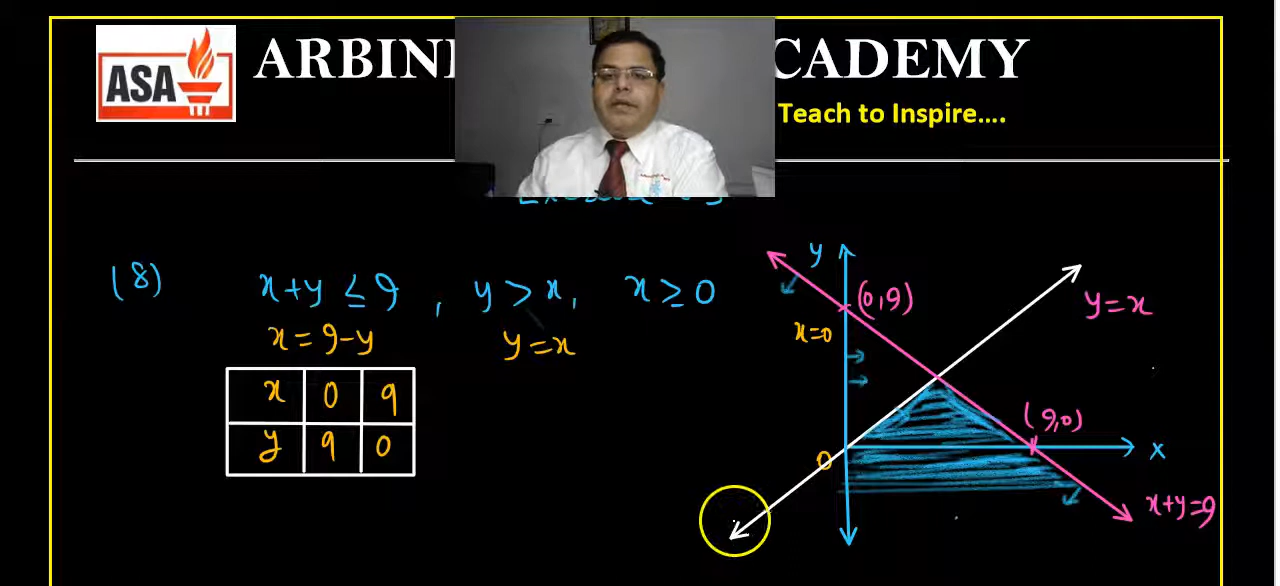 ASA
ARBIN CADEMY
Teach to Inspire....
(8) x+y ≤ 9 , y > x, x ≥ 0
x = 9-y y = x
x 0 9
y 9 0
y
(0,9)
y=x
x=0
(9,0)
x
0
x+y=9